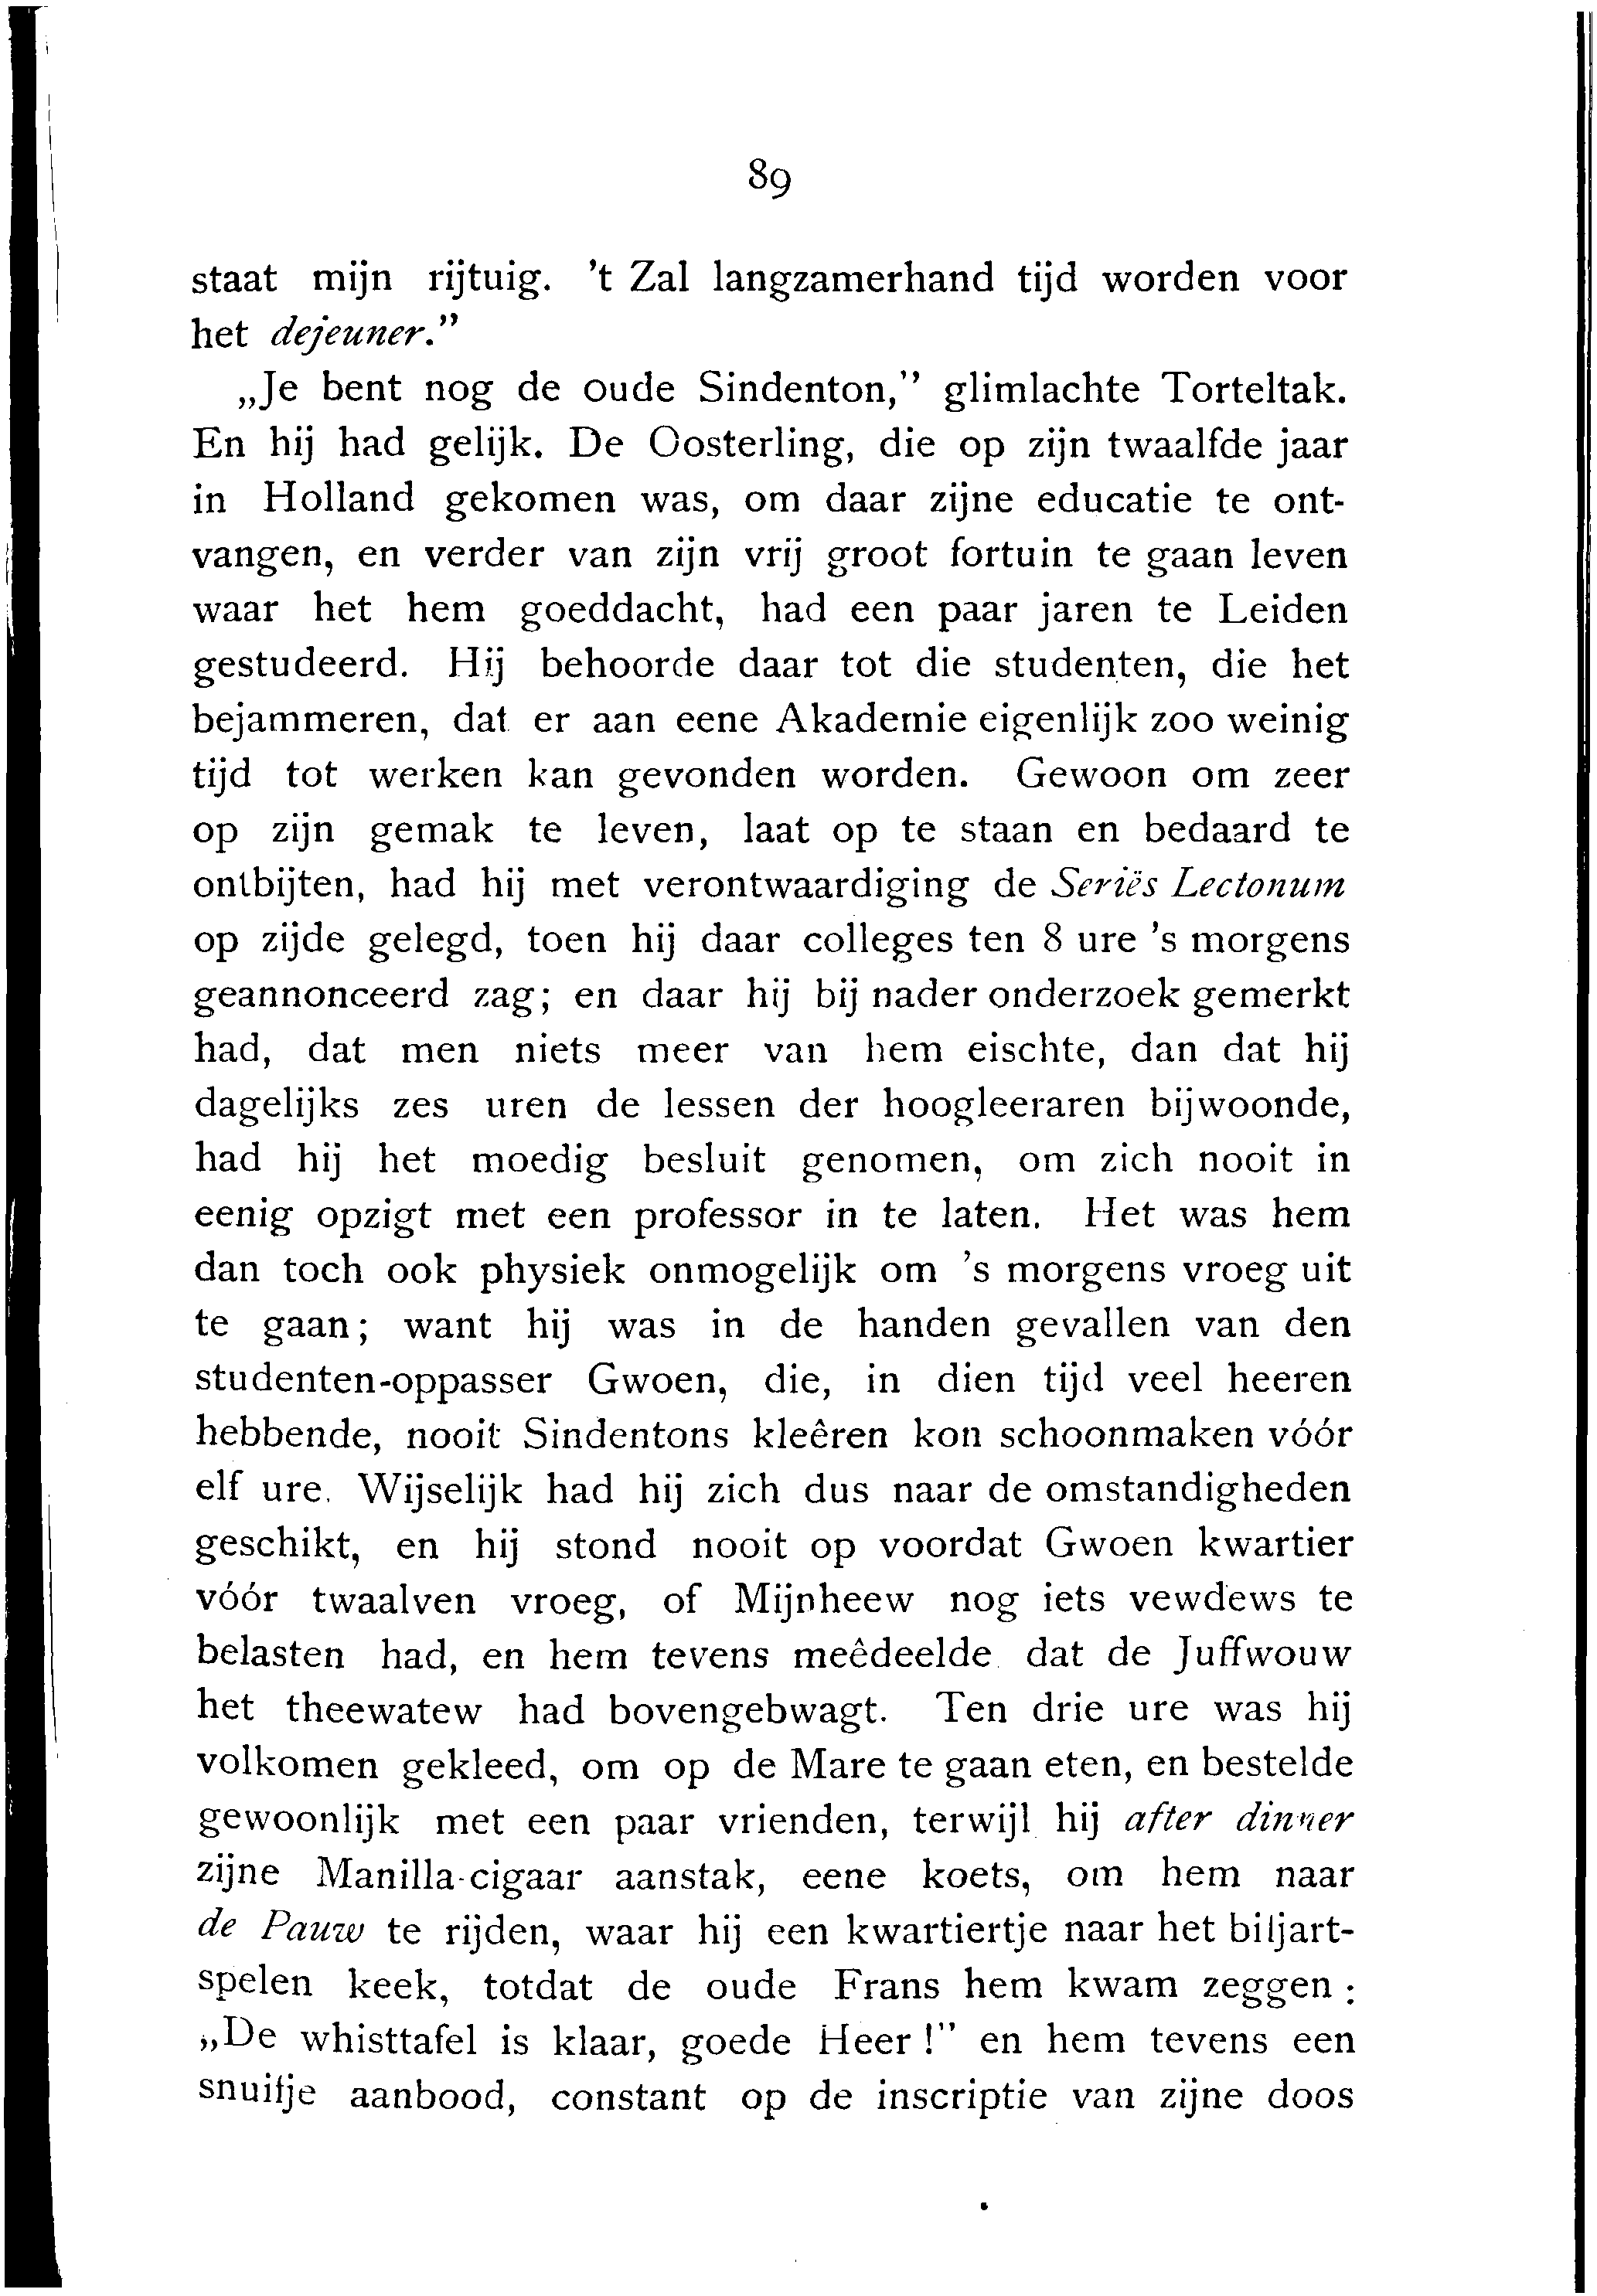 89
staat mijn rijtuig. 't Zal langzamerhand tijd worden voor
het dejeuner."
„Je bent nog de oude Sindenton," glimlachte Torteltak.
En hij had gelijk. De Oosterling, die op zijn twaalfde jaar
in Holland gekomen was, om daar zijne educatie te ont-
vangen, en verder van zijn vrij groot fortuin te gaan leven
waar het hem goeddacht, had een paar jaren te Leiden
gestudeerd. Hij behoorde daar tot die studenten, die het
bejammeren, dat er aan eene Akademie eigenlijk zoo weinig
tijd tot werken kan gevonden worden. Gewoon om zeer
op zijn gemak te leven, laat op te staan en bedaard te
ontbijten, had hij met verontwaardiging de Seriës Lectonum
op zijde gelegd, toen hij daar colleges ten 8 ure 's morgens
geannonceerd zag; en daar hij bij nader onderzoek gemerkt
had, dat men niets meer van hem eischte, dan dat hij
dagelijks zes uren de lessen der hoogleeraren bijwoonde,
had hij het moedig besluit genomen, om zich nooit in
eenig opzigt met een professor in te laten. Het was hem
dan toch ook physiek onmogelijk om 's morgens vroeg uit
te gaan; want hij was in de handen gevallen van den
studenten-oppasser Gwoen, die, in dien tijd veel heeren
hebbende, nooit Sindentons kleêren kon schoonmaken vóór
elf ure. Wijselijk had hij zich dus naar de omstandigheden
geschikt, en hij stond nooit op voordat Gwoen kwartier
vóór twaalven vroeg, of Mijnheew nog iets vewdews te
belasten had, en hem tevens meêdeelde dat de Juffwouw
het theewatew had bovengebwagt. Ten drie ure was hij
volkomen gekleed, om op de Mare te gaan eten, en bestelde
gewoonlijk met een paar vrienden, terwijl hij after dinner
zijne Manilla-cigaar aanstak, eene koets, om hem naar
de Pauw te rijden, waar hij een kwartiertje naar het biljart-
spelen keek, totdat de oude Frans hem kwam zeggen:
„De whisttafel is klaar, goede Heer!" en hem tevens een
snuifje aanbood, constant op de inscriptie van zijne doos